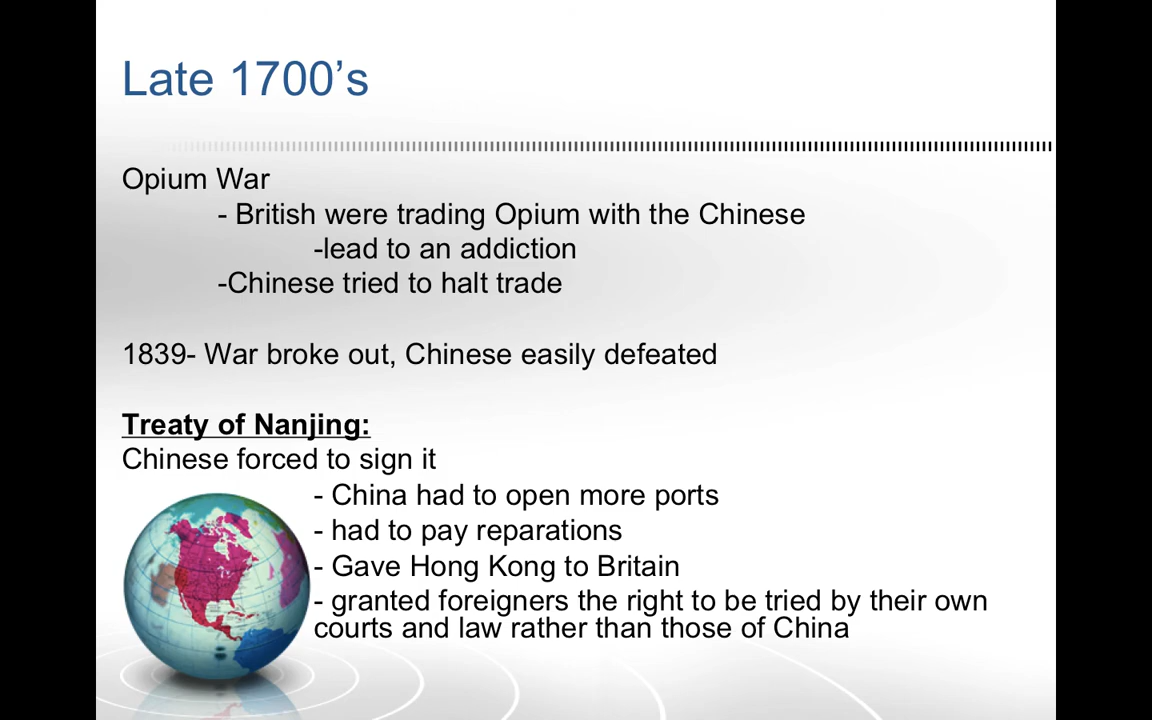 Late 1700’s
Opium War
- British were trading Opium with the Chinese
-lead to an addiction
-Chinese tried to halt trade
1839- War broke out, Chinese easily defeated
Treaty of Nanjing:
Chinese forced to sign it
- China had to open more ports
- had to pay reparations
- Gave Hong Kong to Britain
- granted foreigners the right to be tried by their own
courts and law rather than those of China